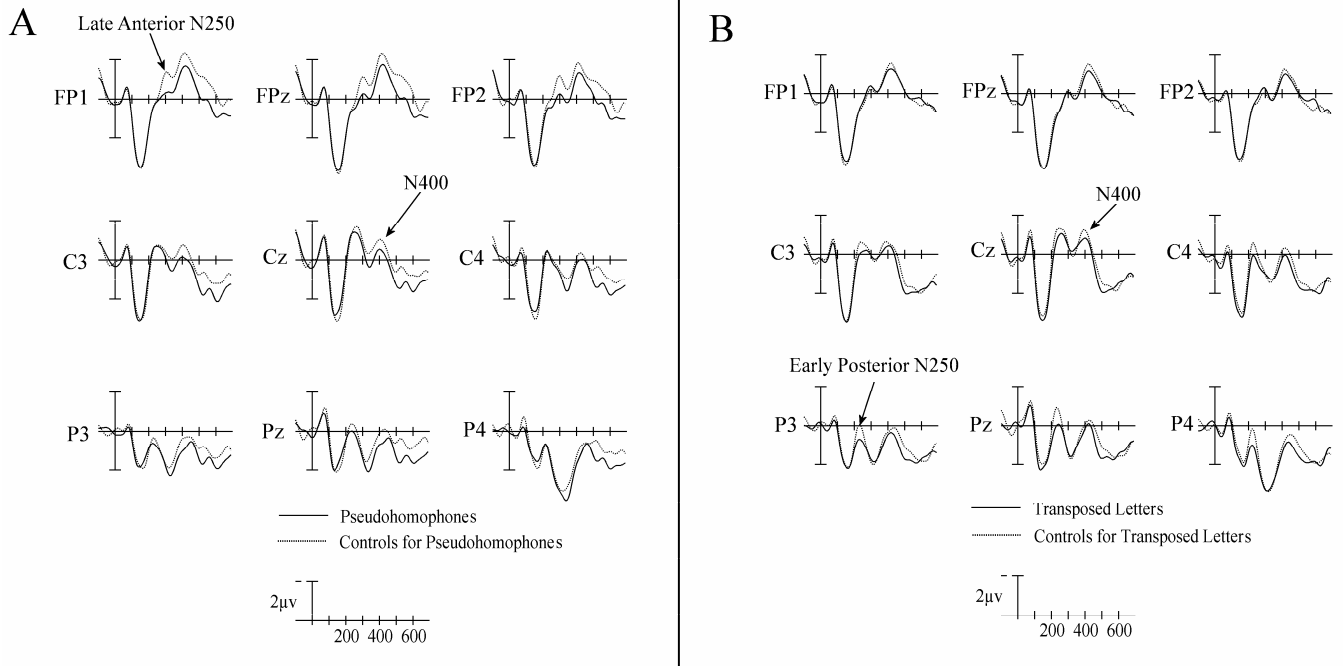 A
Late Anterior N250
FP1
FPz
FP2
N400
C3
Cz
C4
P3
Pz
P4
Pseudohomophones
Controls for Pseudohomophones
2μv
200 400 600
B
FP1
FPz
FP2
N400
C3
Cz
C4
Early Posterior N250
P3
Pz
P4
Transposed Letters
Controls for Transposed Letters
2μv
200 400 600